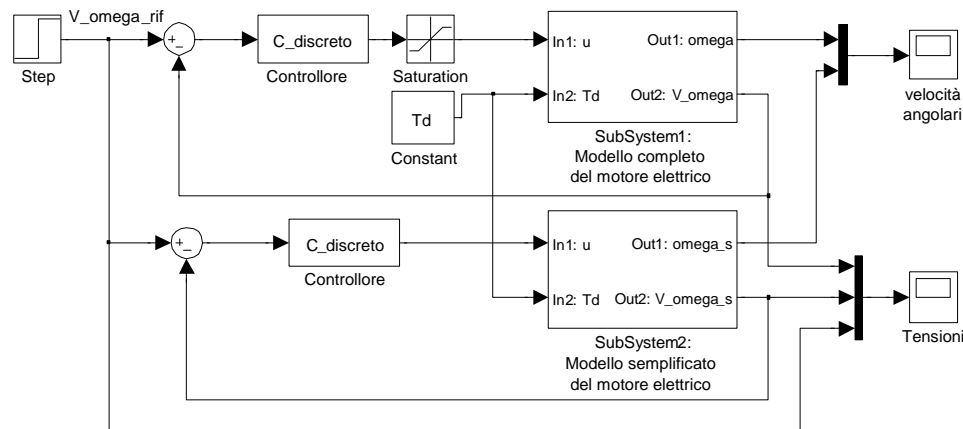 V_omega_rif
Step
+
_
C_discreto
Controllore
Saturation
Td
Constant
In1: u
Out1: omega
In2: Td
Out2: V_omega
SubSystem1:
Modello completo
del motore elettrico
velocità
angolari
+
_
C_discreto
Controllore
In1: u
Out1: omega_s
In2: Td
Out2: V_omega_s
SubSystem2:
Modello semplificato
del motore elettrico
Tensioni